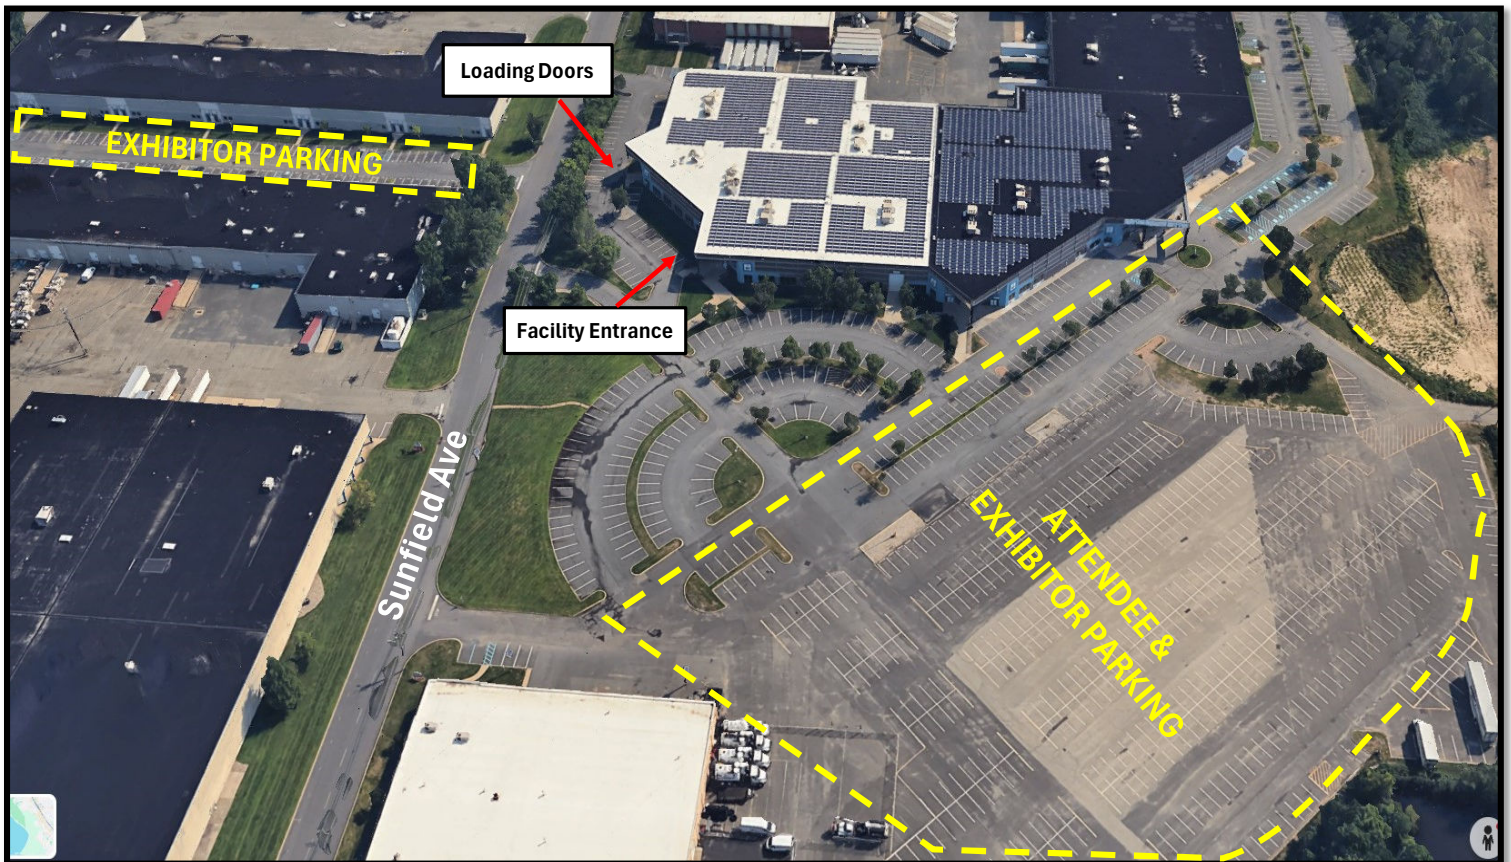 Loading Doors
EXHIBITOR PARKING
Facility Entrance
Sunfield Ave
ATTENDEE &
EXHIBITOR PARKING